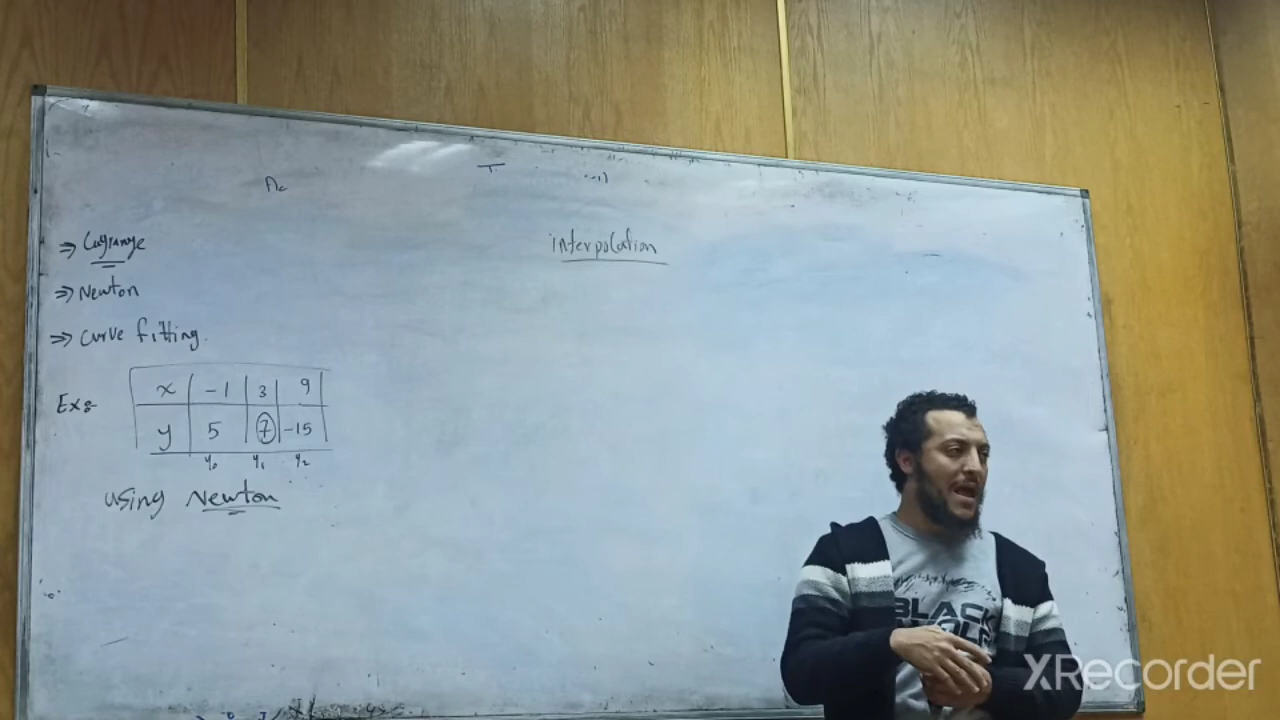 interpolation
⇒ Lagrange
⇒ Newton
⇒ curve fitting.
Ex:- x | -1 | 3 | 9
y | 5 | 7 | -15
y₀ y₁ y₂
using Newton
BLACK
XRecorder